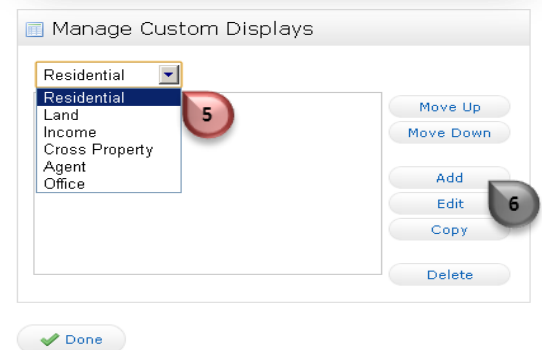 Manage Custom Displays
Residential
Residential
Land
Income
Cross Property
Agent
Office
5
Move Up
Move Down
Add
Edit
6
Copy
Delete
Done